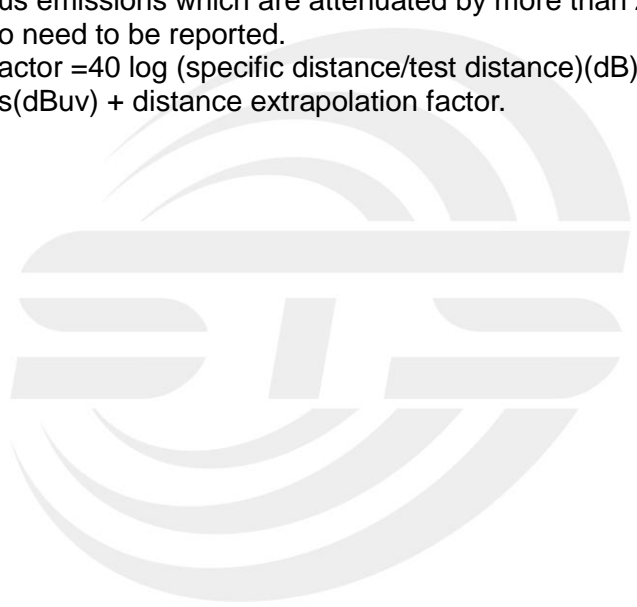 us emissions which are attenuated by more than
o need to be reported.
actor =40 log (specific distance/test distance)(dB)
s(dBuv) + distance extrapolation factor.
STS